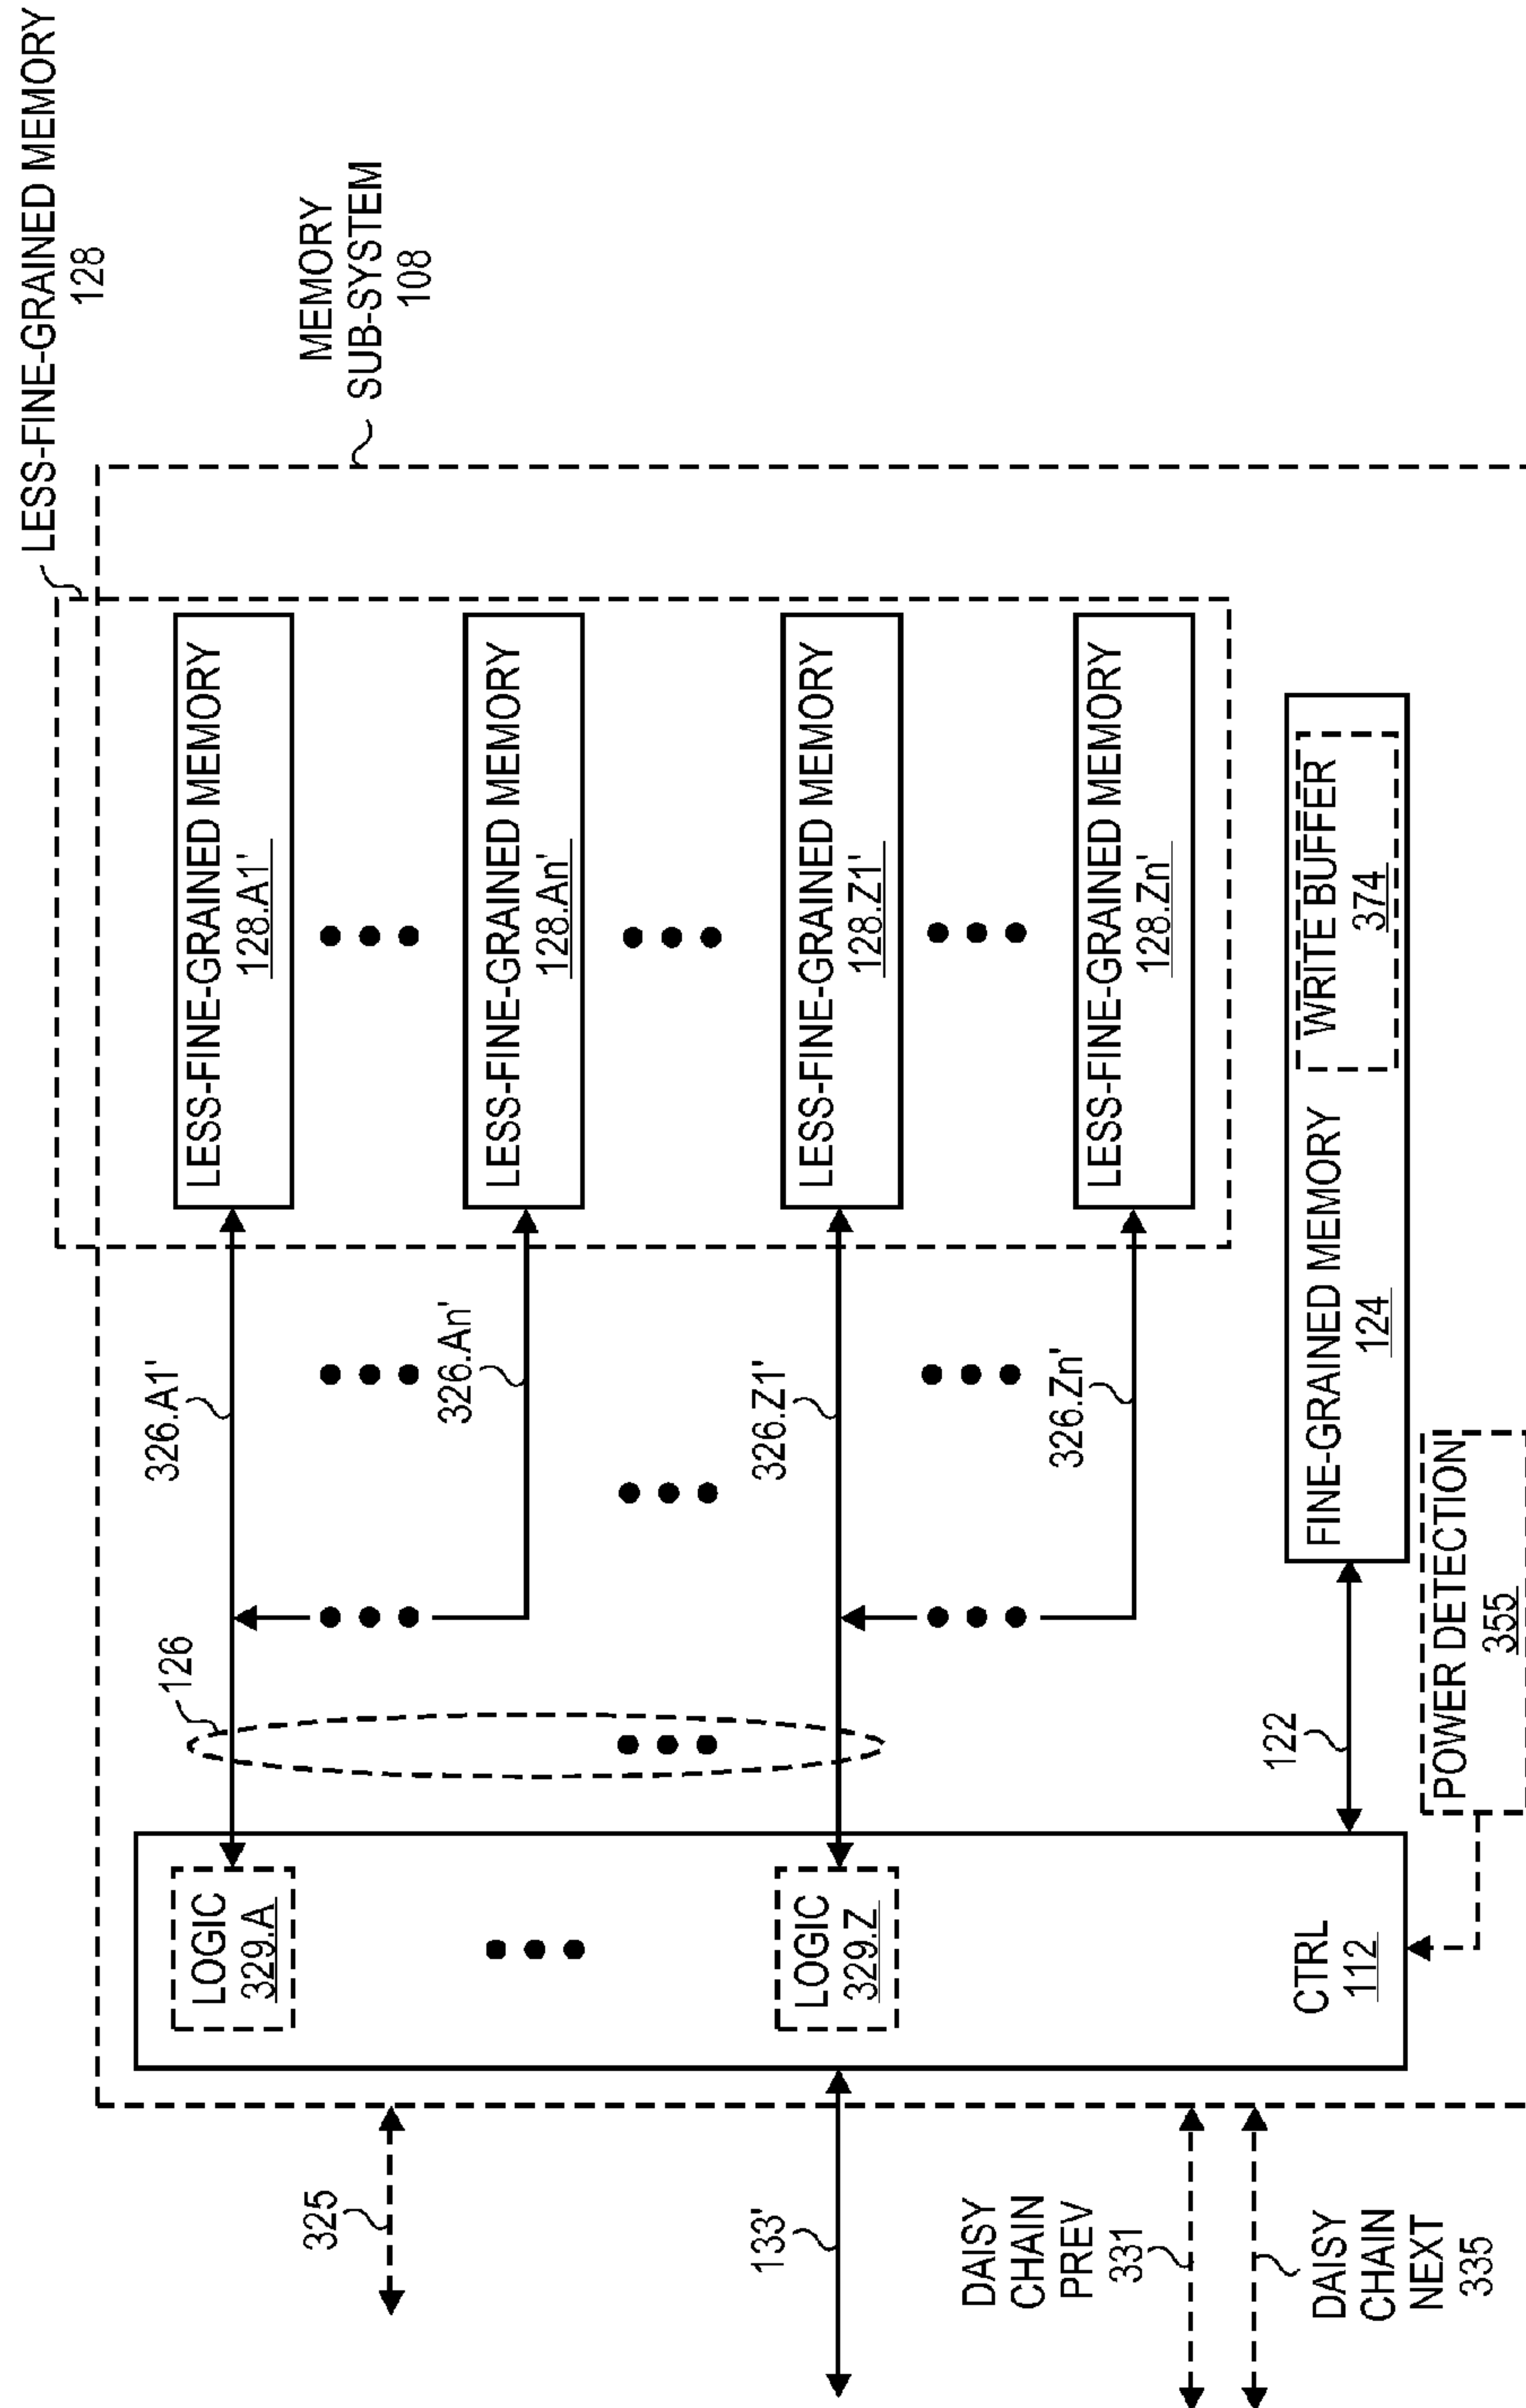 LESS-FINE-GRAINED MEMORY
128
MEMORY
SUB-SYSTEM
108
LESS-FINE-GRAINED MEMORY
128.A1'
LESS-FINE-GRAINED MEMORY
128.An'
LESS-FINE-GRAINED MEMORY
128.Z1'
LESS-FINE-GRAINED MEMORY
128.Zn'
326.A1'
326.An'
326.Z1'
326.Zn'
126
LOGIC
329.A
LOGIC
329.Z
CTRL
112
122
FINE-GRAINED MEMORY
124
WRITE BUFFER
374
POWER DETECTION
355
325
133'
DAISY
CHAIN
PREV
331
DAISY
CHAIN
NEXT
335